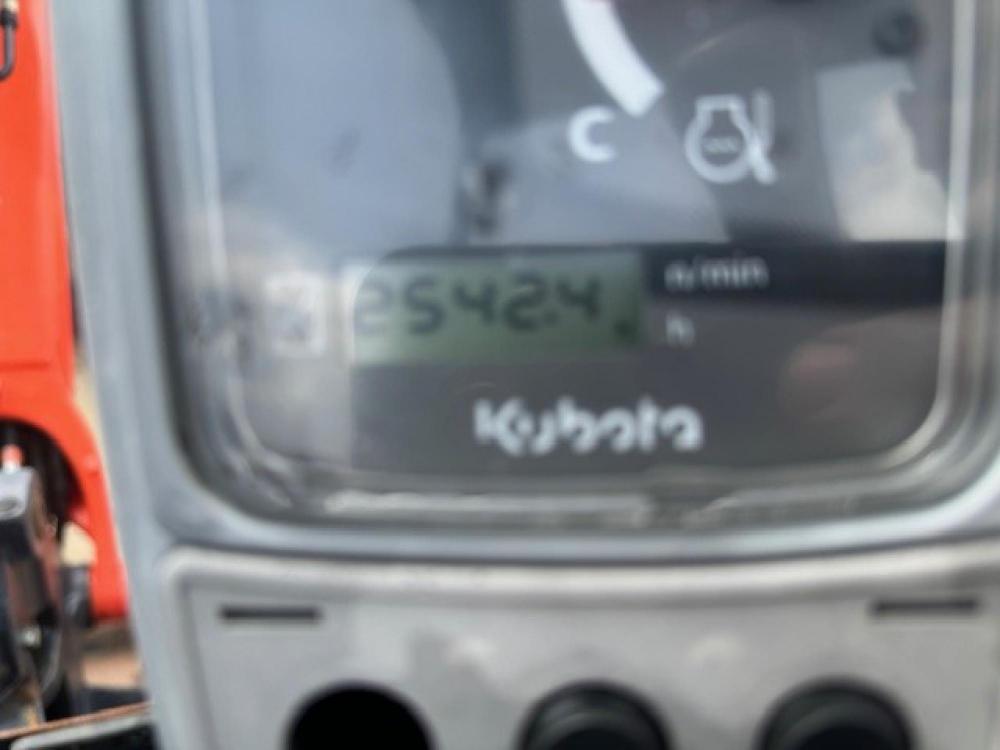 C
2542.4
n/min
h
Kubota